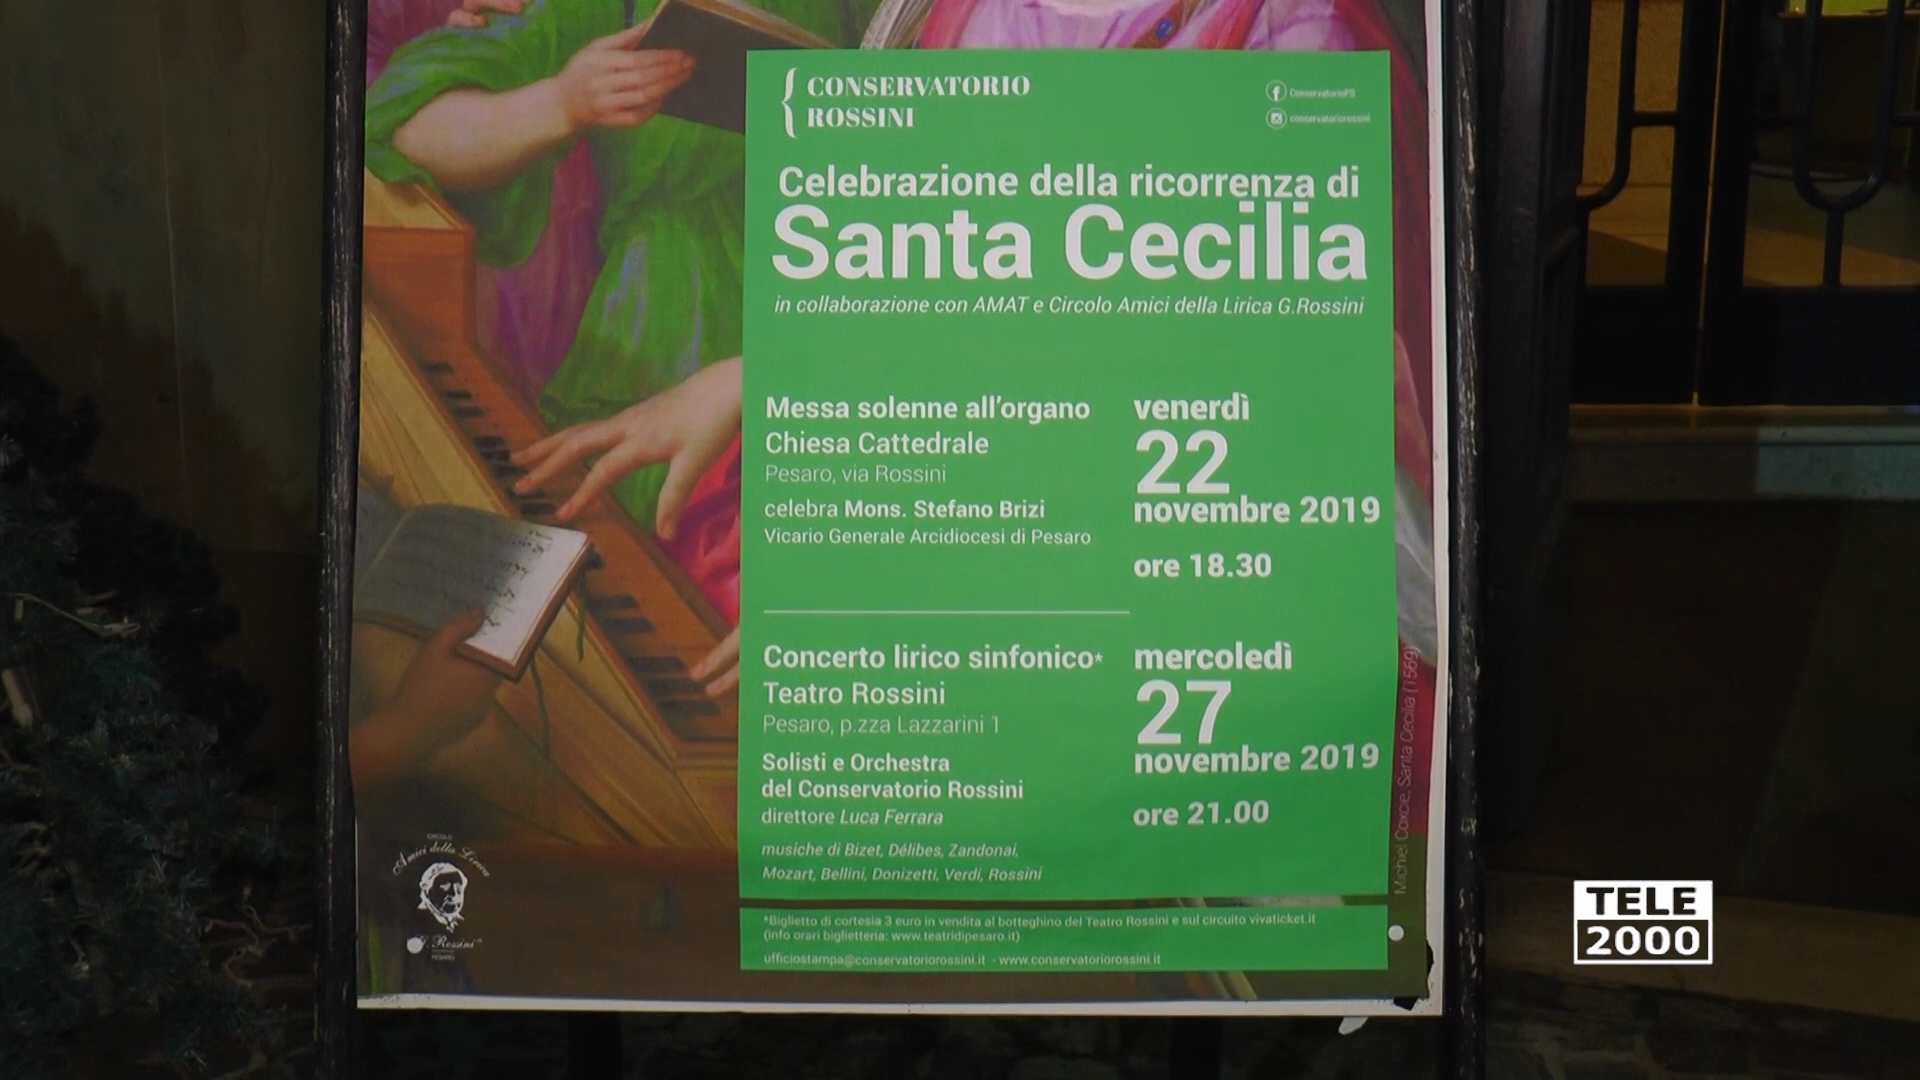 CONSERVATORIO
ROSSINI
ConservatorioPS
conservatoriorossini
Celebrazione della ricorrenza di
Santa Cecilia
in collaborazione con AMAT e Circolo Amici della Lirica G.Rossini
Messa solenne all'organo
Chiesa Cattedrale
Pesaro, via Rossini
celebra Mons. Stefano Brizi
Vicario Generale Arcidiocesi di Pesaro
venerdì
22
novembre 2019
ore 18.30
Concerto lirico sinfonico*
Teatro Rossini
Pesaro, p.zza Lazzarini 1
Solisti e Orchestra
del Conservatorio Rossini
direttore Luca Ferrara
musiche di Bizet, Délibes, Zandonai,
Mozart, Bellini, Donizetti, Verdi, Rossini
mercoledì
27
novembre 2019
ore 21.00
*Biglietto di cortesia 3 euro in vendita al botteghino del Teatro Rossini e sul circuito vivaticket.it
(info orari biglietteria: www.teatridipesaro.it)
ufficiostampa@conservatoriorossini.it - www.conservatoriorossini.it
Michiel Coxcie, Santa Cecilia (1569)
CIRCOLO
Amici della Lirica
G. Rossini
PESARO
TELE
2000